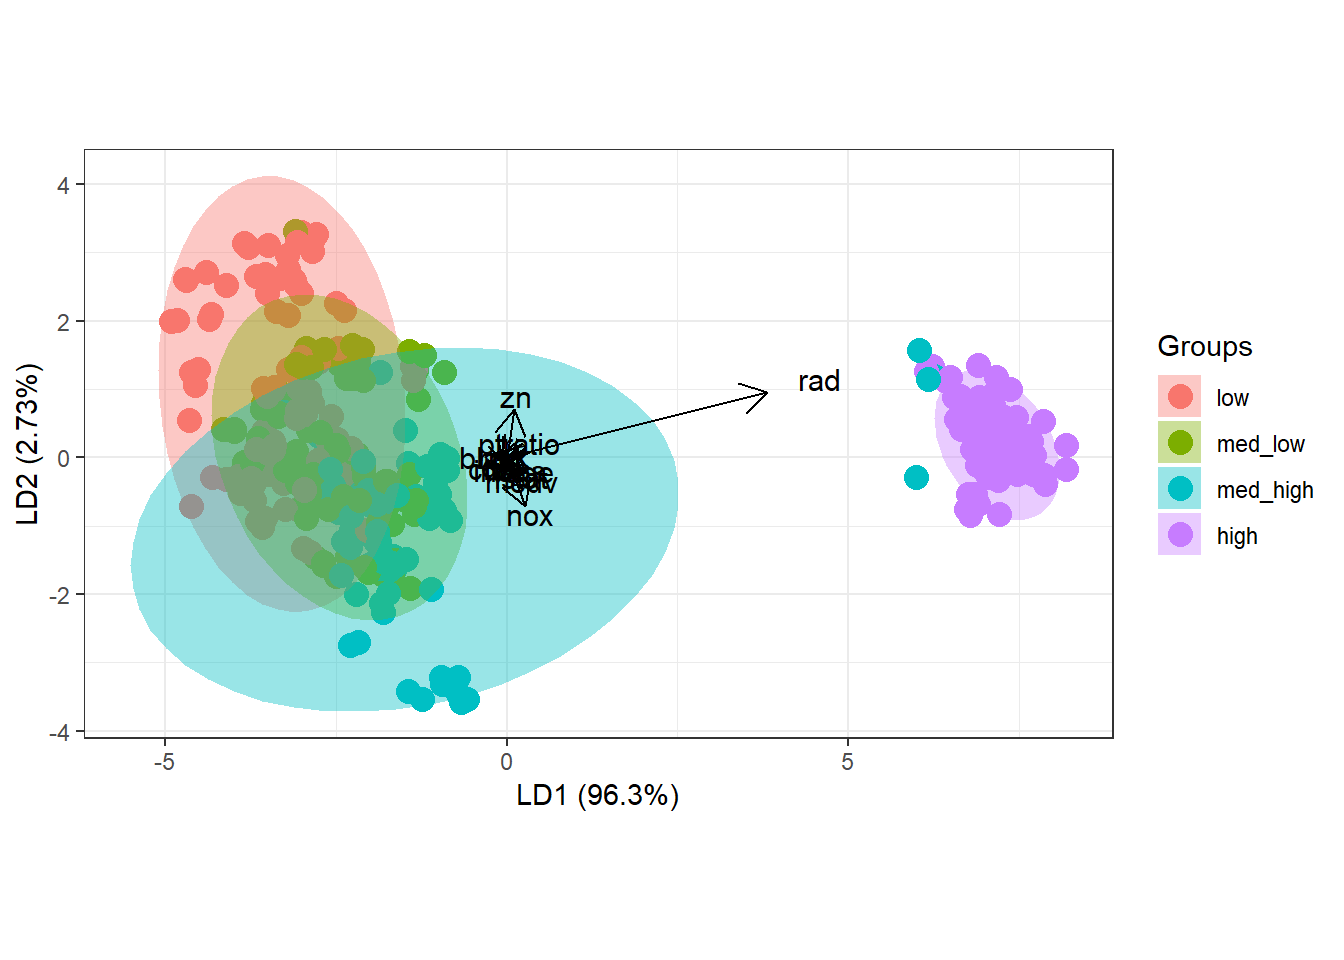 4
2
0
-2
-4
LD2 (2.73%)
-5
0
5
LD1 (96.3%)
rad
zn
ptratio
nox
Groups
low
med_low
med_high
high